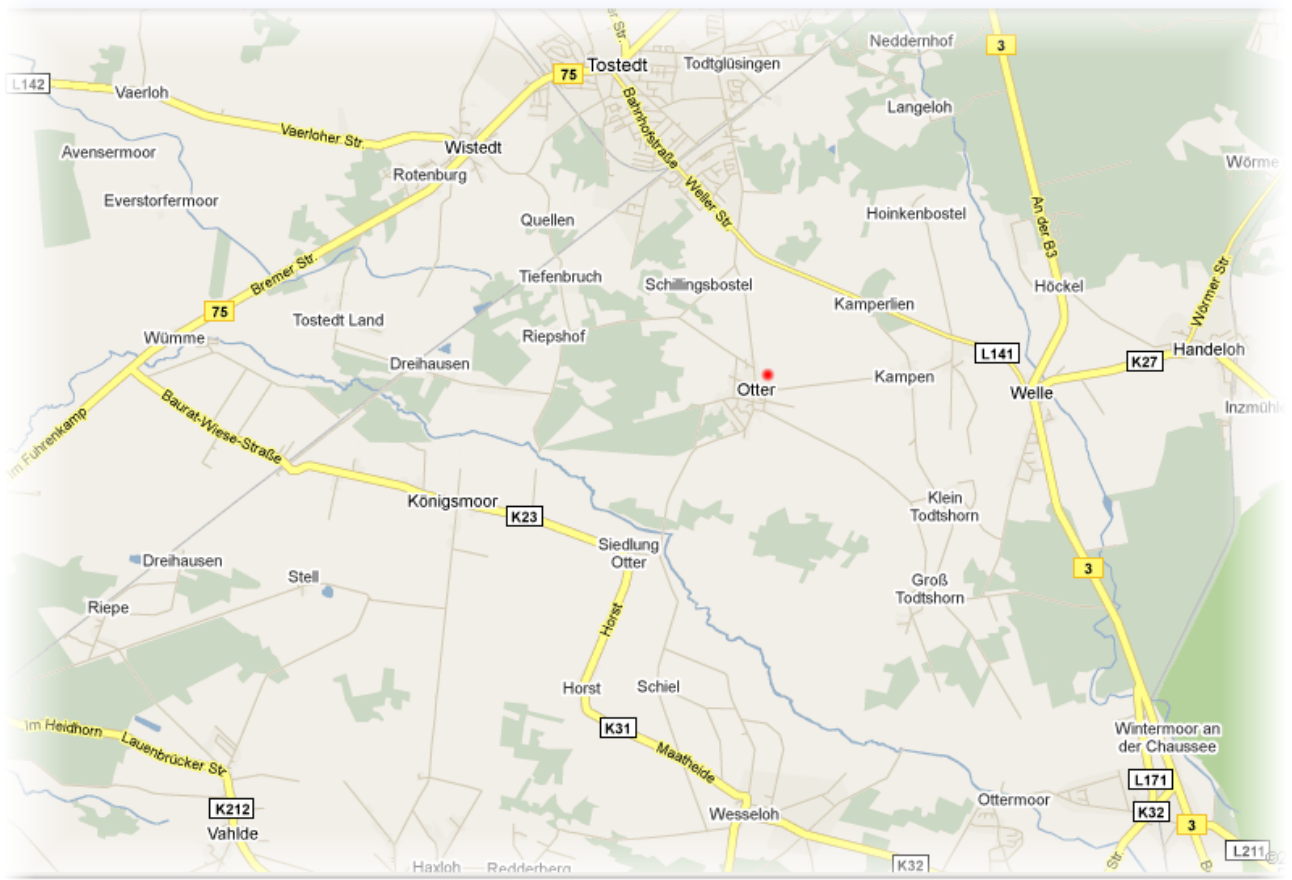 er Str.
Neddernhof
3
Tostedt
Todtglüsingen
75
L142
Vaerloh
Langeloh
Bahnhofstraße
Vaerloher Str.
Wistedt
Avensermoor
Wörme
Rotenburg
Weller Str.
Everstorfermoor
Quellen
Hoinkenbostel
An der B3
Bremer Str.
Tiefenbruch
Schillingsbostel
Höckel
Wörmer Str.
75
Tostedt Land
Kamperlien
Wümme
Riepshof
L141
Handeloh
Dreihausen
K27
Otter
Kampen
Welle
Inzmühle
Im Fuhrenkamp
Baurat-Wiese-Straße
Königsmoor
K23
Klein
Todtshorn
Siedlung
Otter
Dreihausen
3
Stell
Groß
Todtshorn
Riepe
Horst
Horst
Schiel
Im Heidhorn
K31
Lauenbrücker Str.
Maatheide
Wintermoor an
der Chaussee
L171
K212
Ottermoor
K32
Vahlde
Wesseloh
3
Haxloh
Redderberg
K32
Str.
B
L211
©2